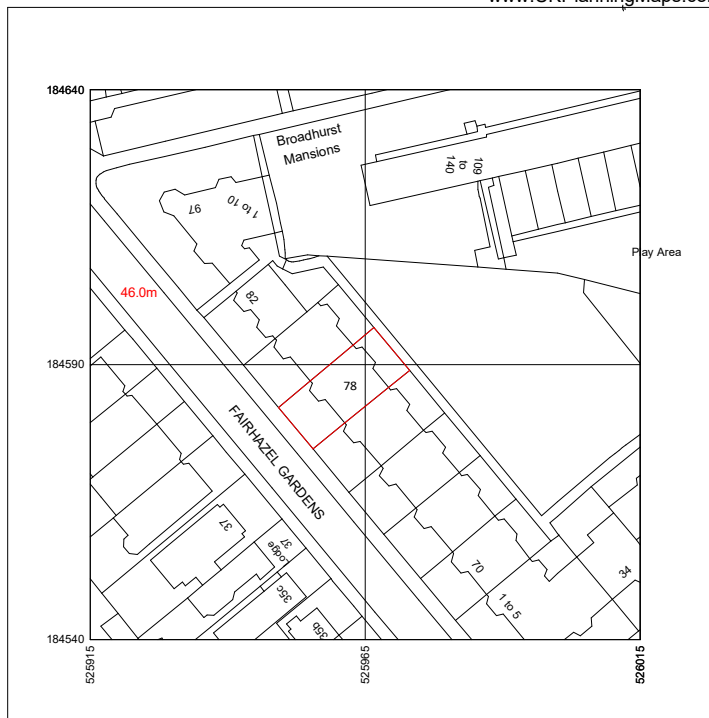 184640
Broadhurst
Mansions
109
to
140
97
1 to 10
Play Area
46.0m
82
184590
78
FAIRHAZEL GARDENS
37
37
Lodge
35c
35b
70
1 to 5
34
184540
525915
525965
526015